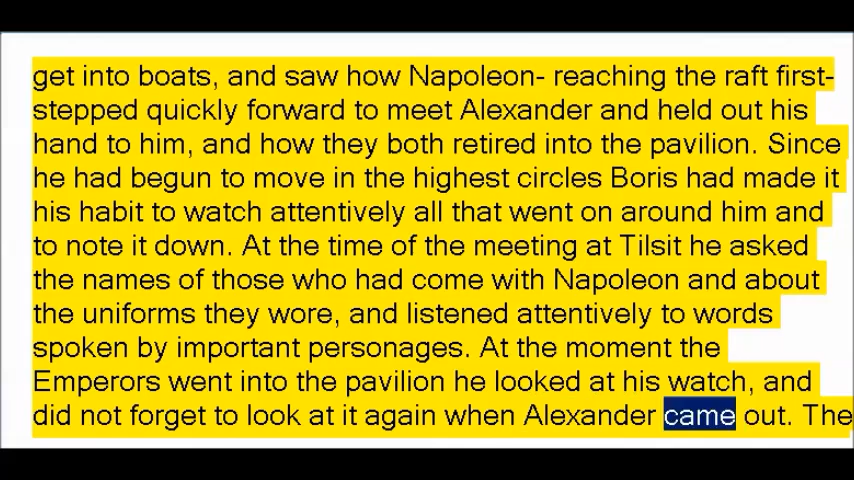 get into boats, and saw how Napoleon- reaching the raft first-
stepped quickly forward to meet Alexander and held out his
hand to him, and how they both retired into the pavilion. Since
he had begun to move in the highest circles Boris had made it
his habit to watch attentively all that went on around him and
to note it down. At the time of the meeting at Tilsit he asked
the names of those who had come with Napoleon and about
the uniforms they wore, and listened attentively to words
spoken by important personages. At the moment the
Emperors went into the pavilion he looked at his watch, and
did not forget to look at it again when Alexander came out. The